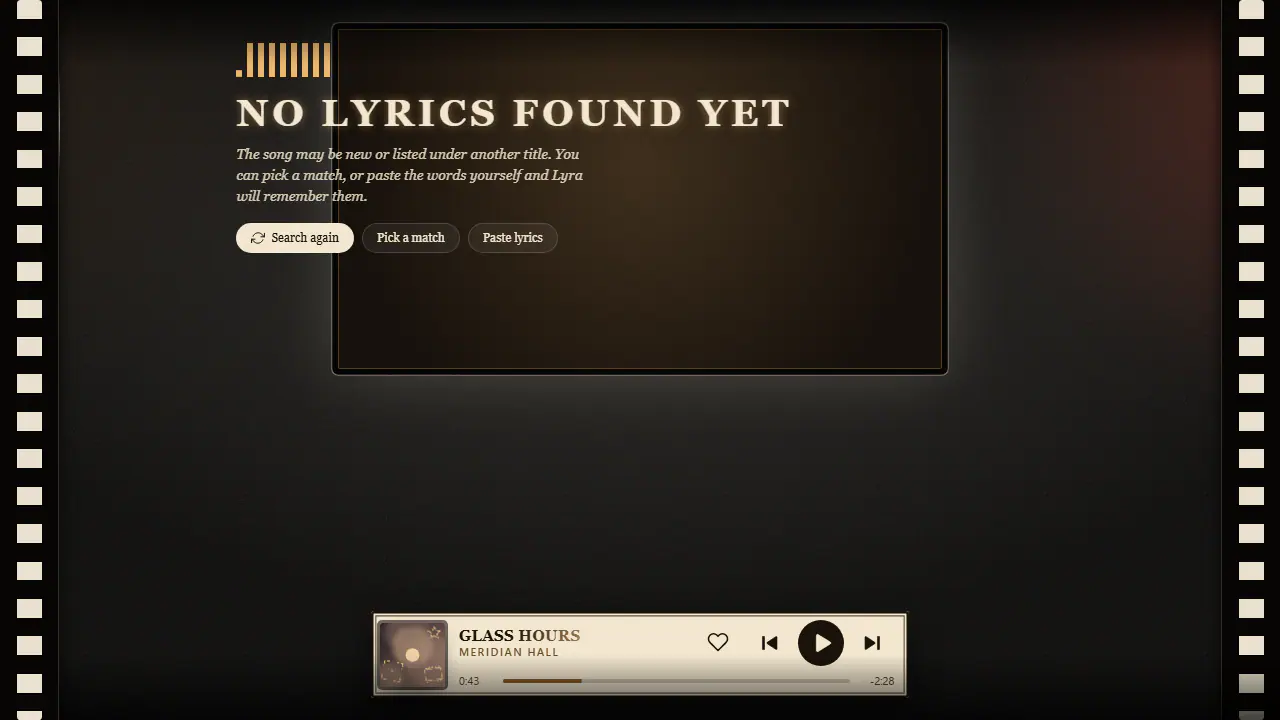 NO LYRICS FOUND YET
The song may be new or listed under another title. You
can pick a match, or paste the words yourself and Lyra
will remember them.
Search again
Pick a match
Paste lyrics
GLASS HOURS
MERIDIAN HALL
0:43
-2:28